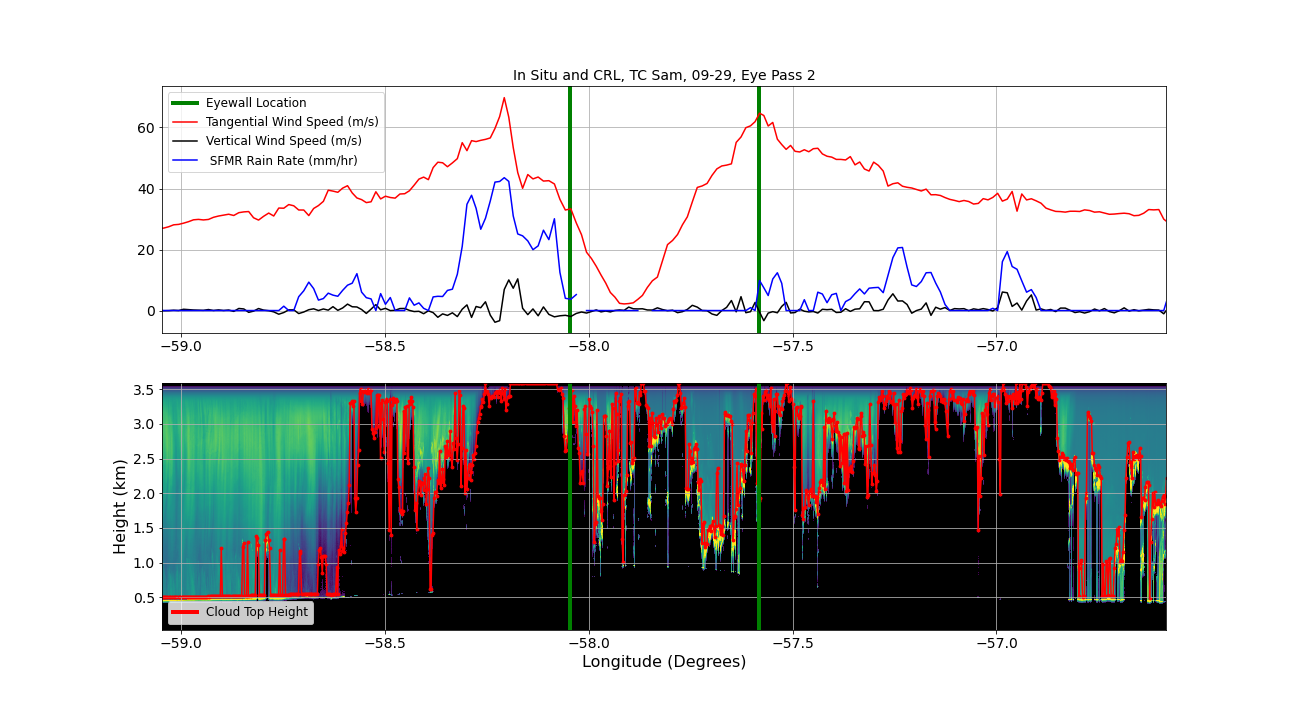 In Situ and CRL, TC Sam, 09-29, Eye Pass 2
Eyewall Location
Tangential Wind Speed (m/s)
Vertical Wind Speed (m/s)
SFMR Rain Rate (mm/hr)
60
40
20
0
−59.0 −58.5 −58.0 −57.5 −57.0
Height (km)
3.5
3.0
2.5
2.0
1.5
1.0
0.5
Cloud Top Height
−59.0 −58.5 −58.0 −57.5 −57.0
Longitude (Degrees)